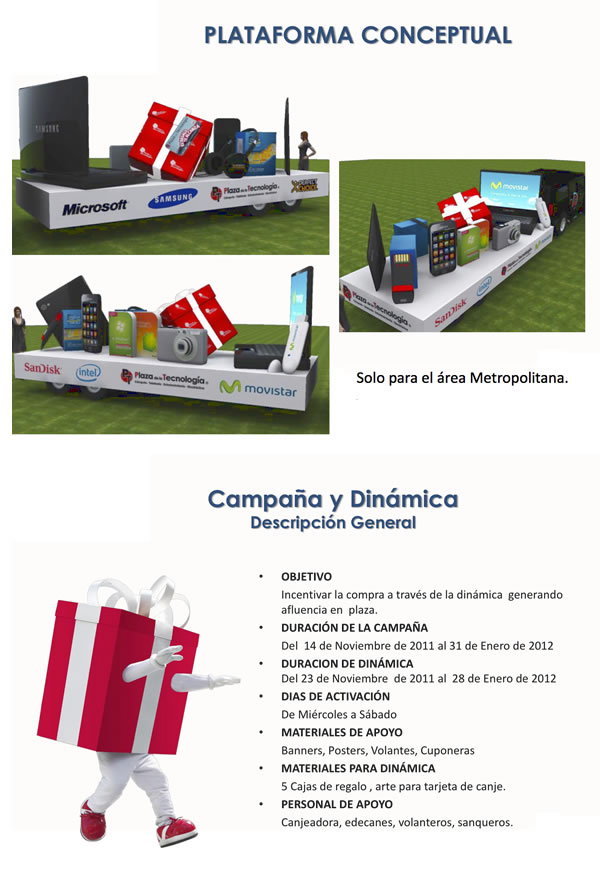 PLATAFORMA CONCEPTUAL
SAMSUNG
Microsoft
SAMSUNG
Plaza de la Tecnología®
PERFECT CHOICE
movistar
SanDisk
intel
Plaza de la Tecnología®
movistar
SanDisk
intel
Plaza de la Tecnología®
movistar
Solo para el área Metropolitana.
Campaña y Dinámica
Descripción General
• OBJETIVO
Incentivar la compra a través de la dinámica generando
afluencia en plaza.
• DURACIÓN DE LA CAMPAÑA
Del 14 de Noviembre de 2011 al 31 de Enero de 2012
• DURACION DE DINÁMICA
Del 23 de Noviembre de 2011 al 28 de Enero de 2012
• DIAS DE ACTIVACIÓN
De Miércoles a Sábado
• MATERIALES DE APOYO
Banners, Posters, Volantes, Cuponeras
• MATERIALES PARA DINÁMICA
5 Cajas de regalo , arte para tarjeta de canje.
• PERSONAL DE APOYO
Canjeadora, edecanes, volanteros, sanqueros.